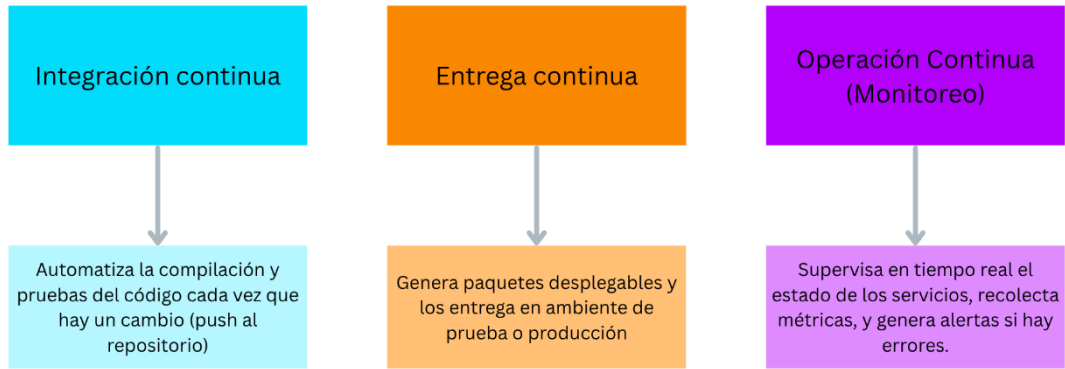 Integración continua
Entrega continua
Operación Continua
(Monitoreo)
Automatiza la compilación y
pruebas del código cada vez que
hay un cambio (push al
repositorio)
Genera paquetes desplegables y
los entrega en ambiente de
prueba o producción
Supervisa en tiempo real el
estado de los servicios, recolecta
métricas, y genera alertas si hay
errores.